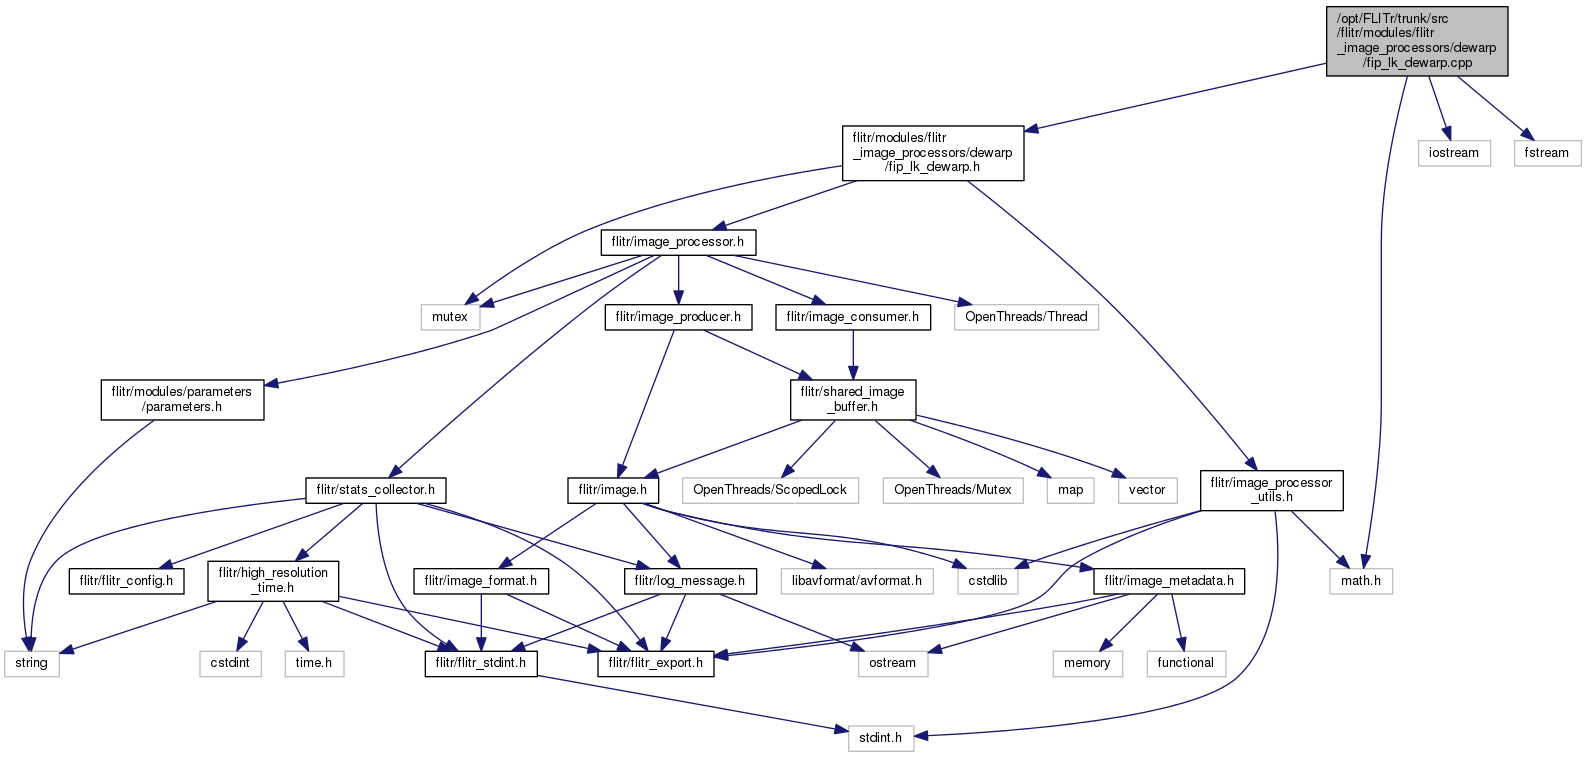 /opt/FLITr/trunk/src
/flitr/modules/flitr
_image_processors/dewarp
/fip_lk_dewarp.cpp
flitr/modules/flitr
_image_processors/dewarp
/fip_lk_dewarp.h
iostream
fstream
flitr/image_processor.h
mutex
flitr/image_producer.h
flitr/image_consumer.h
OpenThreads/Thread
flitr/modules/parameters
/parameters.h
flitr/shared_image
_buffer.h
flitr/stats_collector.h
flitr/image.h
OpenThreads/ScopedLock
OpenThreads/Mutex
map
vector
flitr/image_processor
_utils.h
flitr/flitr_config.h
flitr/high_resolution
_time.h
flitr/image_format.h
flitr/log_message.h
libavformat/avformat.h
cstdlib
flitr/image_metadata.h
math.h
string
cstdint
time.h
flitr/flitr_stdint.h
flitr/flitr_export.h
ostream
memory
functional
stdint.h